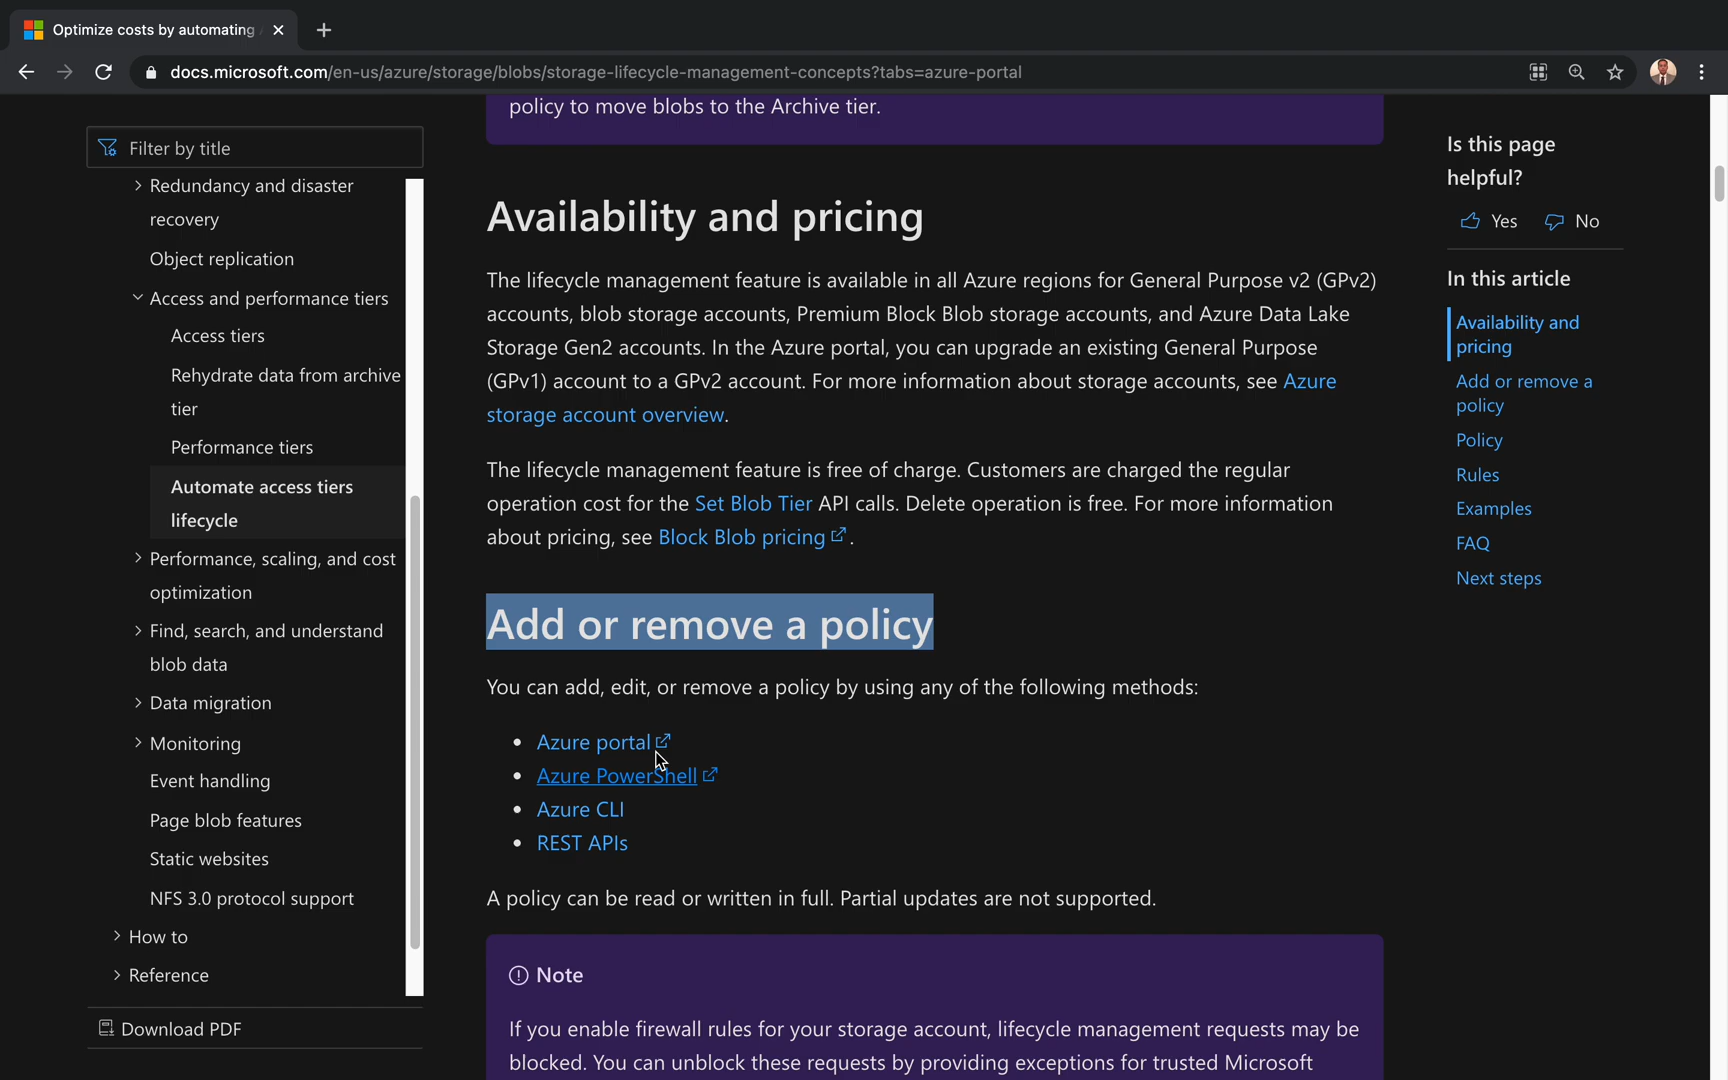 Optimize costs by automating
docs.microsoft.com/en-us/azure/storage/blobs/storage-lifecycle-management-concepts?tabs=azure-portal
Filter by title
Redundancy and disaster
recovery
Object replication
Access and performance tiers
Access tiers
Rehydrate data from archive
tier
Performance tiers
Automate access tiers
lifecycle
Performance, scaling, and cost
optimization
Find, search, and understand
blob data
Data migration
Monitoring
Event handling
Page blob features
Static websites
NFS 3.0 protocol support
How to
Reference
Download PDF
policy to move blobs to the Archive tier.
Availability and pricing
The lifecycle management feature is available in all Azure regions for General Purpose v2 (GPv2)
accounts, blob storage accounts, Premium Block Blob storage accounts, and Azure Data Lake
Storage Gen2 accounts. In the Azure portal, you can upgrade an existing General Purpose
(GPv1) account to a GPv2 account. For more information about storage accounts, see Azure
storage account overview.
The lifecycle management feature is free of charge. Customers are charged the regular
operation cost for the Set Blob Tier API calls. Delete operation is free. For more information
about pricing, see Block Blob pricing.
Add or remove a policy
You can add, edit, or remove a policy by using any of the following methods:
• Azure portal
• Azure PowerShell
• Azure CLI
• REST APIs
A policy can be read or written in full. Partial updates are not supported.
Note
If you enable firewall rules for your storage account, lifecycle management requests may be
blocked. You can unblock these requests by providing exceptions for trusted Microsoft
Is this page
helpful?
Yes No
In this article
Availability and
pricing
Add or remove a
policy
Policy
Rules
Examples
FAQ
Next steps